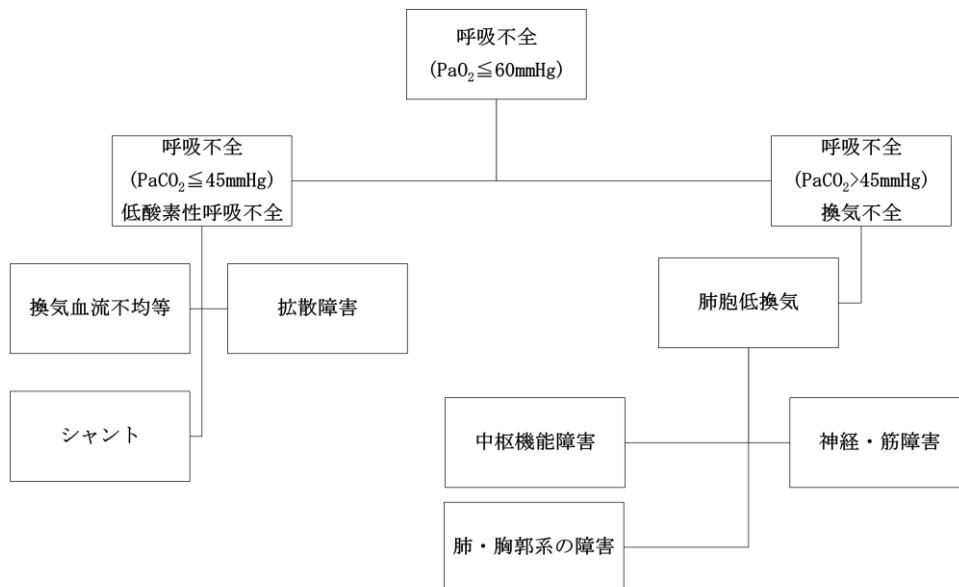 呼吸不全
(PaO₂≦60mmHg)
呼吸不全
(PaCO₂≦45mmHg)
低酸素性呼吸不全
呼吸不全
(PaCO₂>45mmHg)
換気不全
換気血流不均等
拡散障害
肺胞低換気
シャント
中枢機能障害
神経・筋障害
肺・胸郭系の障害